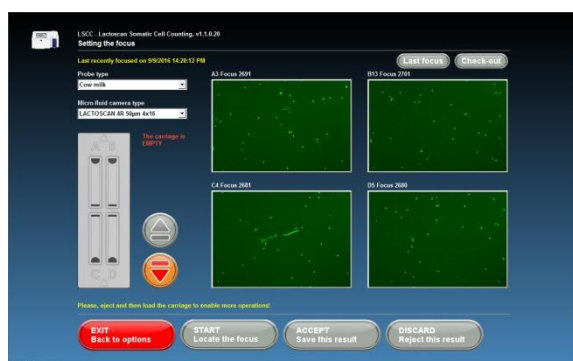 LSCC - Lactoscan Somatic Cell Counting, v1.1.0.20
Setting the focus
Last recently focused on 9/9/2016 14:20:12 PM
Last focus
Check-out
Probe type
Cow milk
A3 Focus 2691
B13 Focus 2701
Micro-fluid camera type
LACTOSCAN 4R 50µm 4x16
The carriage is
EMPTY
A B
C4 Focus 2681
D5 Focus 2680
C D
Please, eject and then load the carriage to enable more operations!
EXIT
Back to options
START
Locate the focus
ACCEPT
Save this result
DISCARD
Reject this result